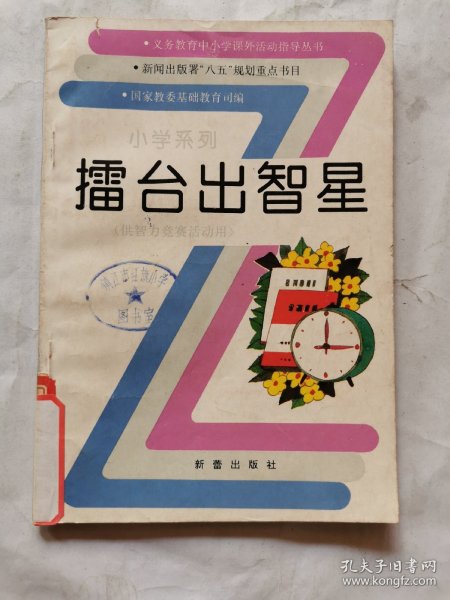 ·义务教育中小学课外活动指导丛书
·新闻出版署“八五”规划重点书目
·国家教委基础教育司编
小学系列
擂台出智星
《供智力竞赛活动用》
图书室
新蕾出版社
孔夫子旧书网
www.kongfz.com